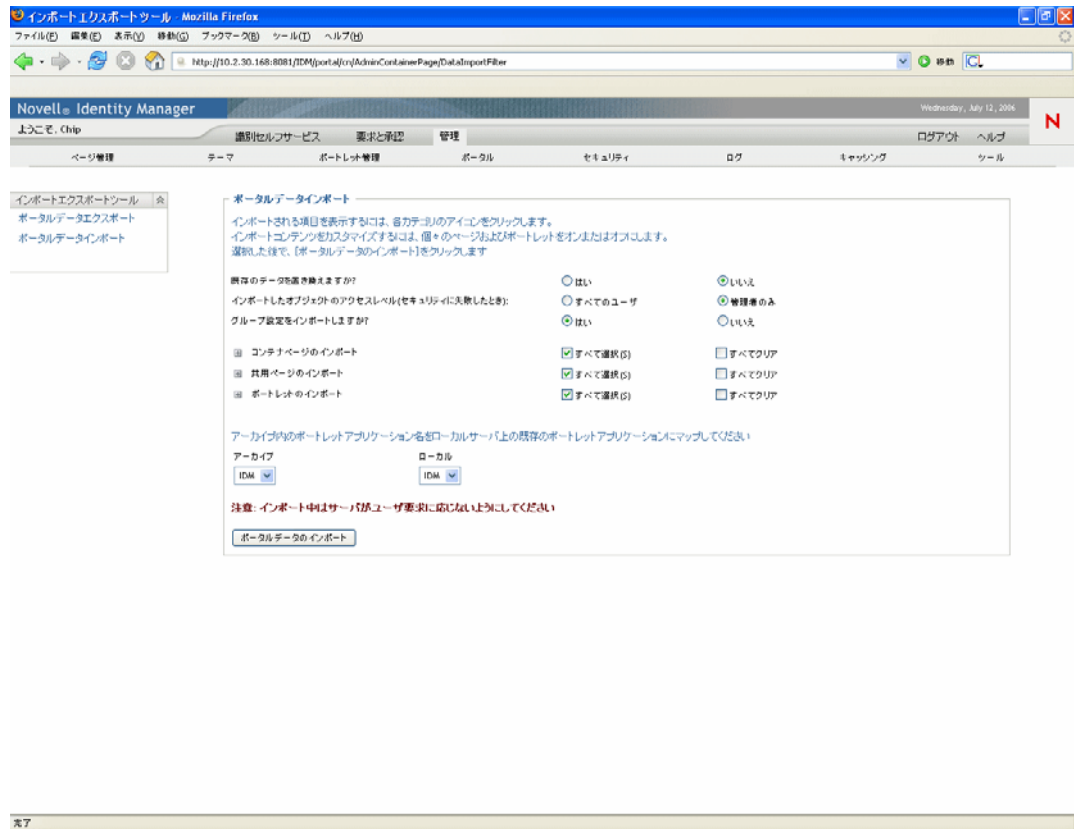 インポートエクスポートツール - Mozilla Firefox
ファイル(F) 編集(E) 表示(V) 移動(G) ブックマーク(B) ツール(T) ヘルプ(H)
http://10.2.30.168:8081/IDM/portal/cn/AdminContainerPage/DataImportFilter 移動
Novell® Identity Manager Wednesday, July 12, 2006
ようこそ, Chip 識別セルフサービス 要求と承認 管理 ログアウト ヘルプ N
ページ管理 テーマ ポートレット管理 ポータル セキュリティ ログ キャッシング ツール
インポートエクスポートツール
ポータルデータエクスポート
ポータルデータインポート
ポータルデータインポート
インポートされる項目を表示するには、各カテゴリのアイコンをクリックします。
インポートコンテンツをカスタマイズするには、個々のページおよびポートレットをオンまたはオフにします。
選択した後で、[ポータルデータのインポート]をクリックします
既存のデータを置き換えますか? はい いいえ
インポートしたオブジェクトのアクセスレベル(セキュリティに失敗したとき): すべてのユーザ 管理者のみ
グループ設定をインポートしますか? はい いいえ
コンテナページのインポート すべて選択(S) すべてクリア
共用ページのインポート すべて選択(S) すべてクリア
ポートレットのインポート すべて選択(S) すべてクリア
アーカイブ内のポートレットアプリケーション名をローカルサーバ上の既存のポートレットアプリケーションにマップしてください
アーカイブ ローカル
IDM IDM
注意: インポート中はサーバがユーザ要求に応じないようにしてください
ポータルデータのインポート
完了